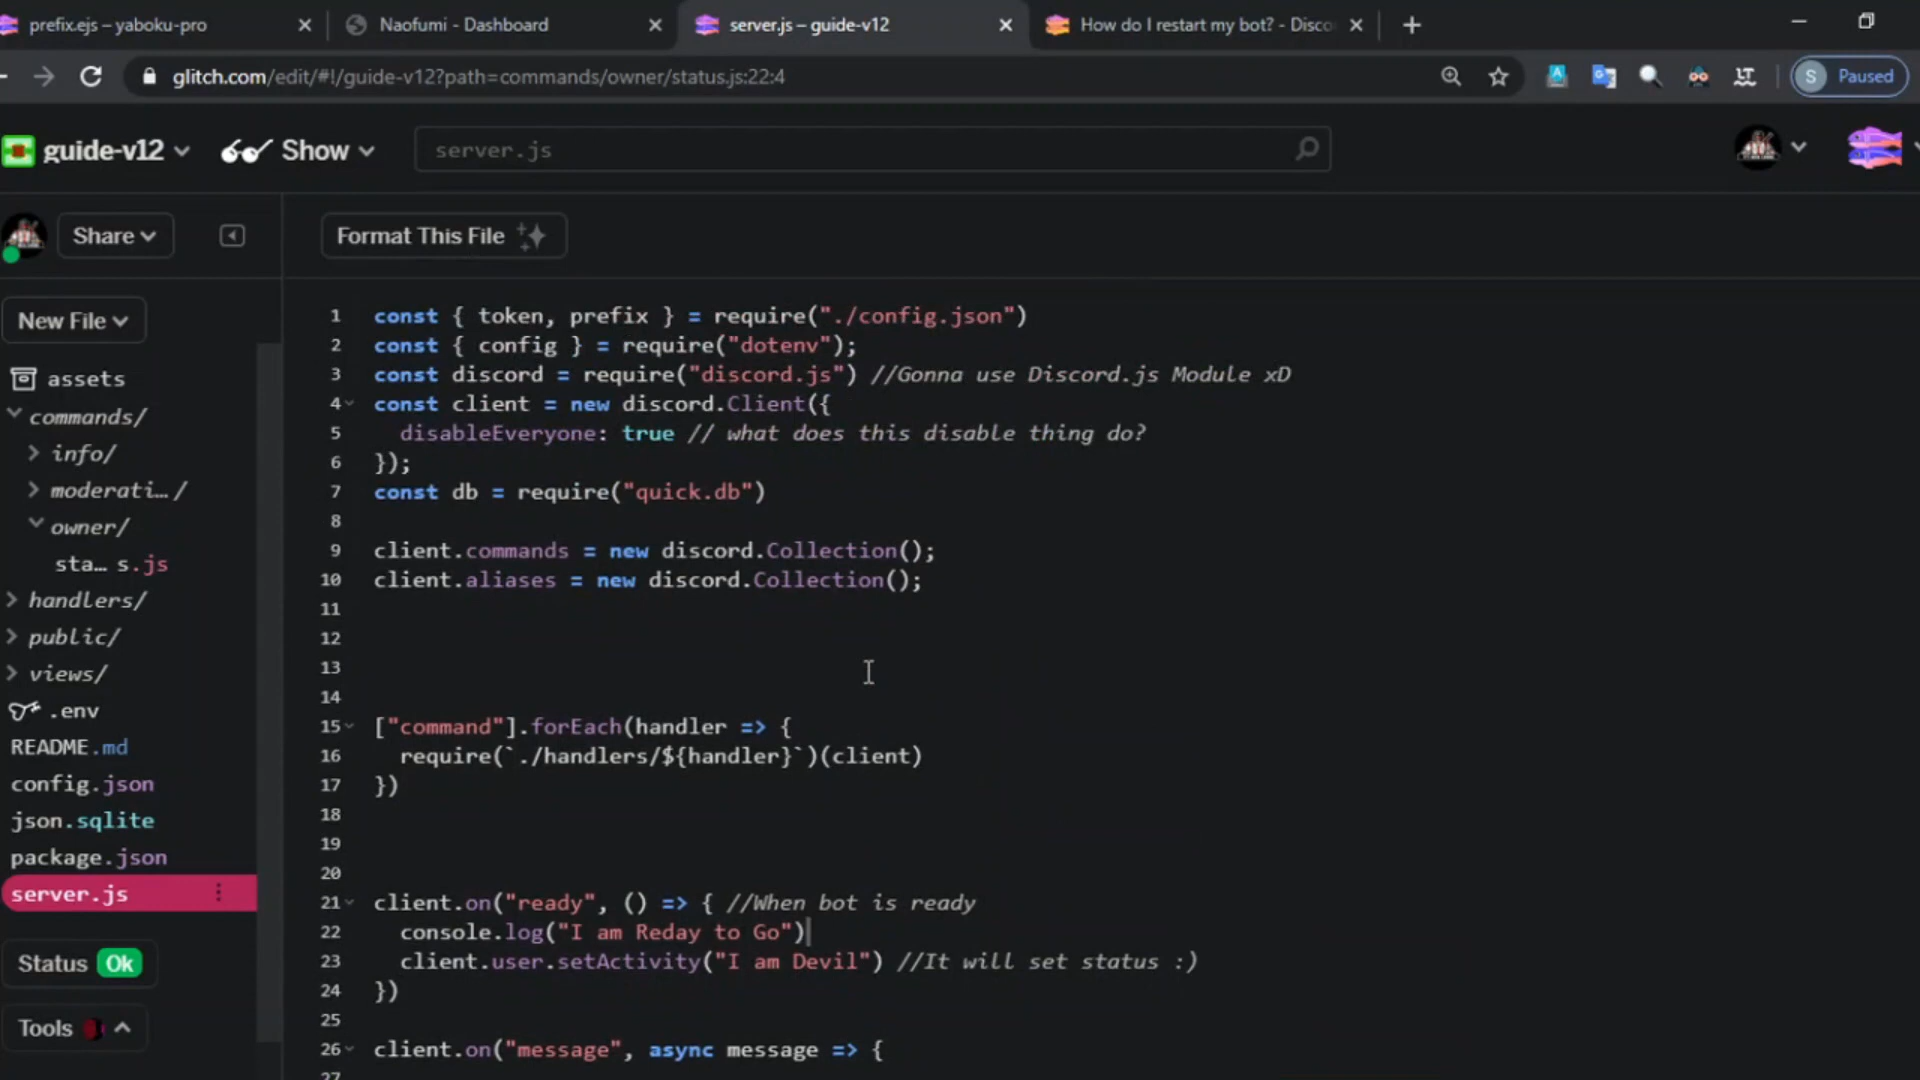 prefix.ejs – yaboku-pro
Naofumi - Dashboard
server.js – guide-v12
How do I restart my bot? - Disco
glitch.com/edit/#!/guide-v12?path=commands/owner/status.js:22:4
S Paused
guide-v12
Show
server.js
Share
Format This File
New File
assets
commands/
info/
moderati… /
owner/
sta… s.js
handlers/
public/
views/
.env
README.md
config.json
json.sqlite
package.json
server.js
Status Ok
Tools
1 const { token, prefix } = require("./config.json")
2 const { config } = require("dotenv");
3 const discord = require("discord.js") //Gonna use Discord.js Module xD
4 const client = new discord.Client({
5 disableEveryone: true // what does this disable thing do?
6 });
7 const db = require("quick.db")
8
9 client.commands = new discord.Collection();
10 client.aliases = new discord.Collection();
11
12
13
14
15 ["command"].forEach(handler => {
16 require(`./handlers/${handler}`)(client)
17 })
18
19
20
21 client.on("ready", () => { //When bot is ready
22 console.log("I am Reday to Go")
23 client.user.setActivity("I am Devil") //It will set status :)
24 })
25
26 client.on("message", async message => {
27